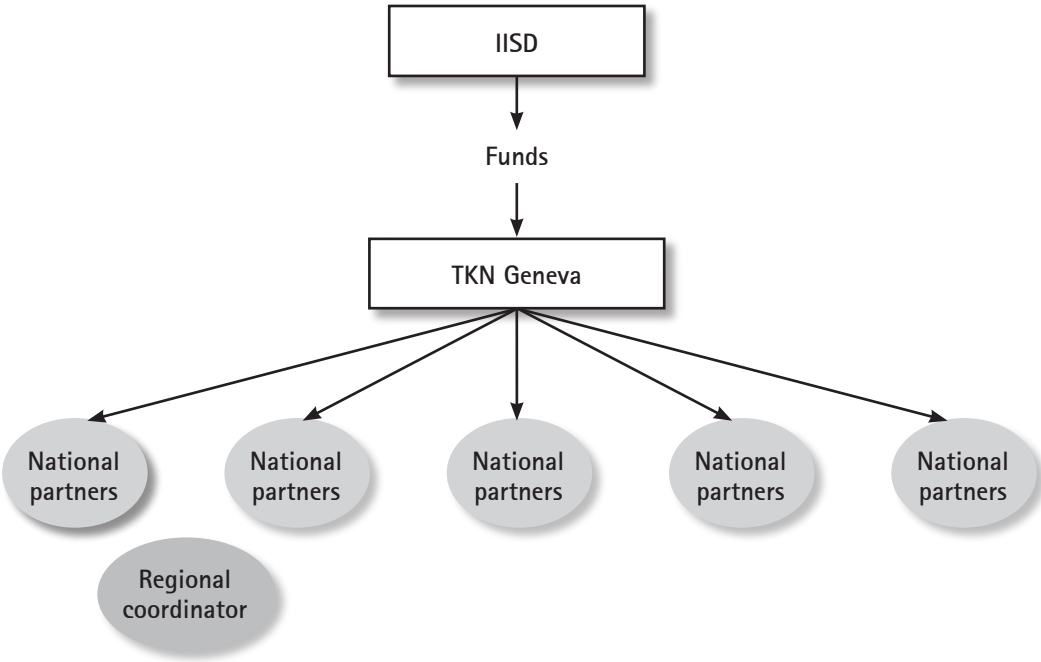 IISD
Funds
TKN Geneva
National
partners
National
partners
National
partners
National
partners
National
partners
Regional
coordinator